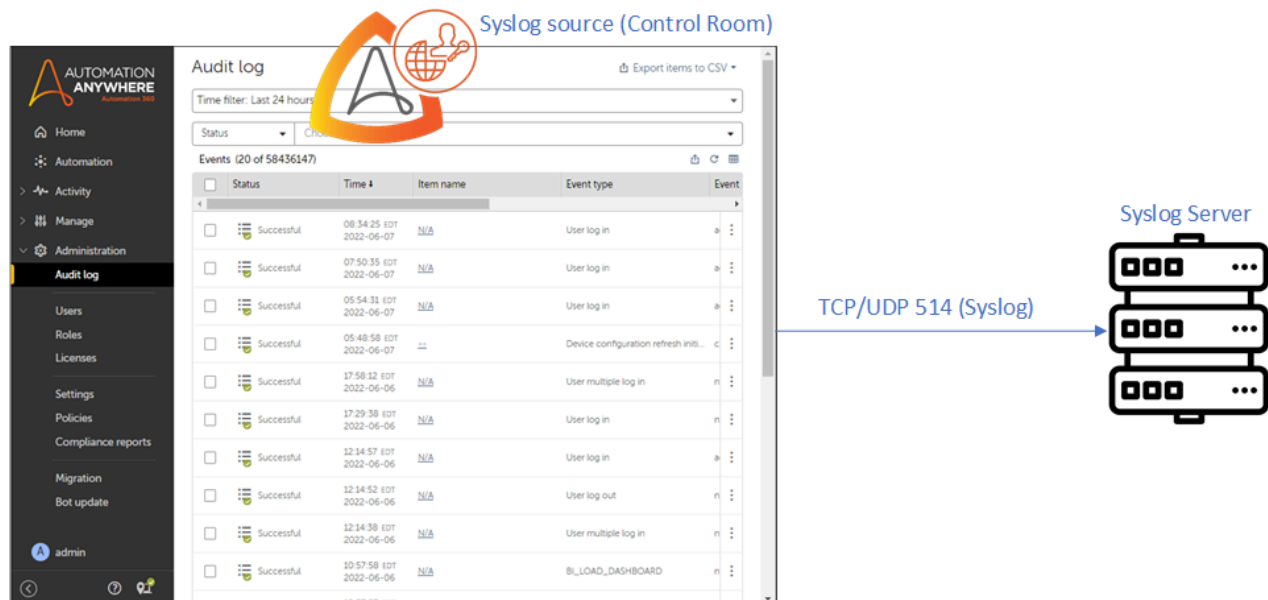 Syslog source (Control Room)
AUTOMATION
ANYWHERE
Automation 360
Home
Automation
Activity
Manage
Administration
Audit log
Users
Roles
Licenses
Settings
Policies
Compliance reports
Migration
Bot update
A admin
Audit log
Export items to CSV
Time filter: Last 24 hours
Status
Events (20 of 58436147)
Status Time Item name Event type Event
Successful 08:34:25 EDT 2022-06-07 N/A User log in a
Successful 07:50:35 EDT 2022-06-07 N/A User log in a
Successful 05:54:31 EDT 2022-06-07 N/A User log in a
Successful 05:48:58 EDT 2022-06-07 -- Device configuration refresh initi... c
Successful 17:58:12 EDT 2022-06-06 N/A User multiple log in n
Successful 17:29:38 EDT 2022-06-06 N/A User log in n
Successful 12:14:57 EDT 2022-06-06 N/A User log in a
Successful 12:14:52 EDT 2022-06-06 N/A User log out n
Successful 12:14:38 EDT 2022-06-06 N/A User multiple log in n
Successful 10:57:58 EDT 2022-06-06 N/A BI_LOAD_DASHBOARD n
TCP/UDP 514 (Syslog)
Syslog Server